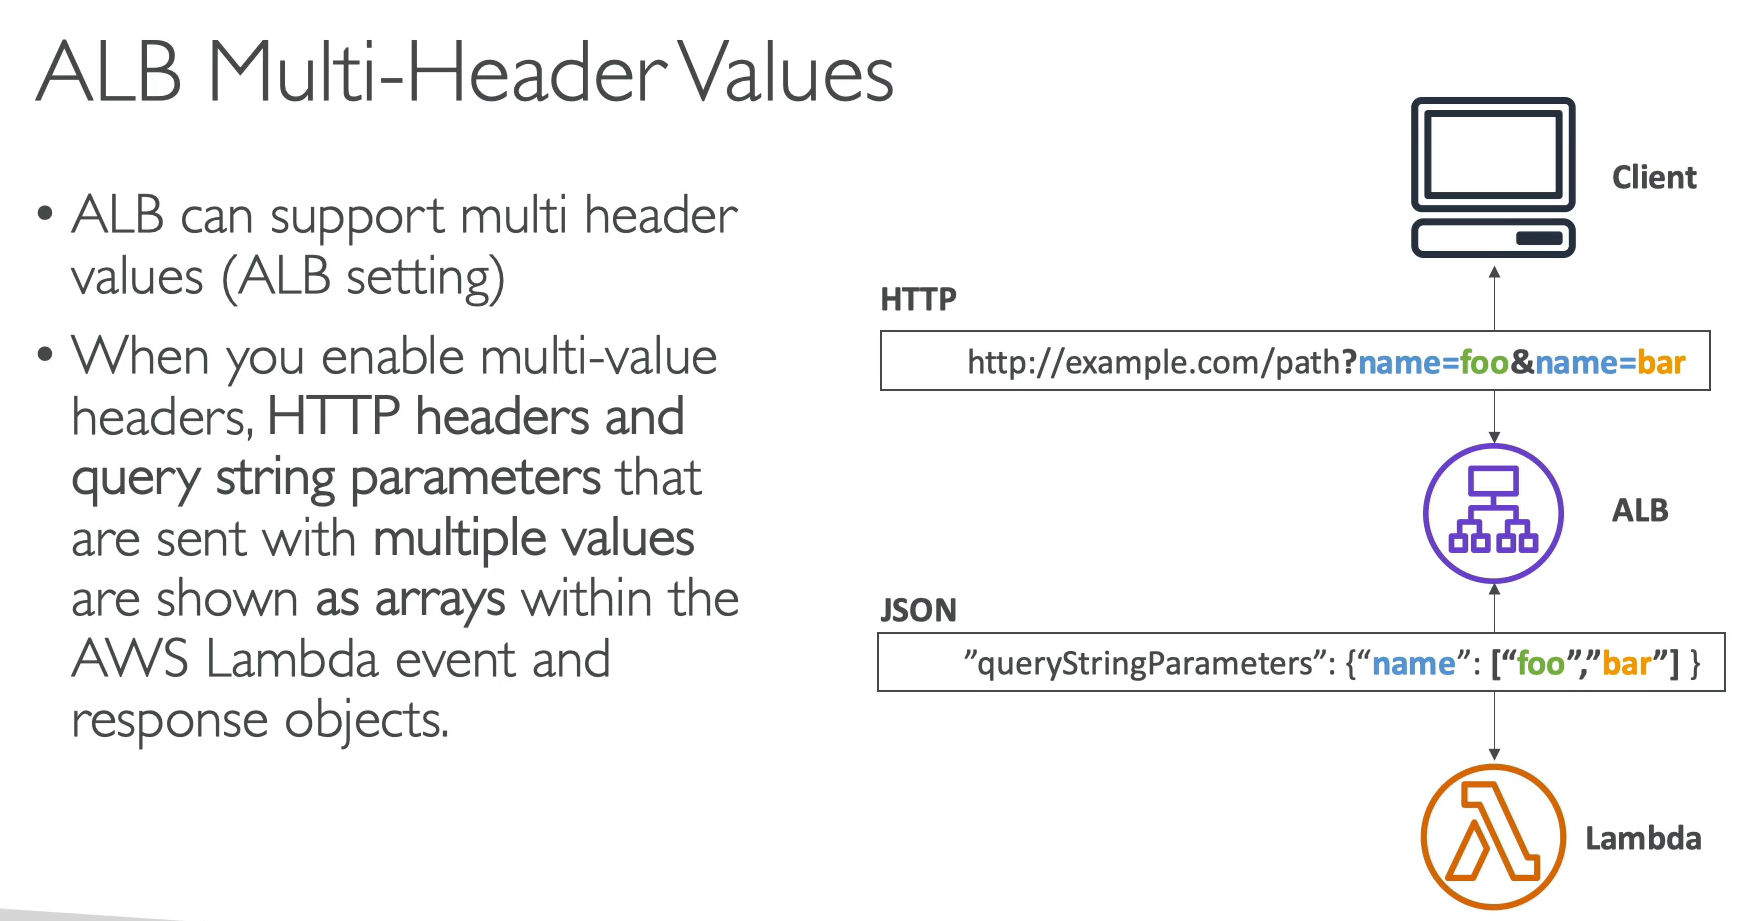 ALB Multi-Header Values
• ALB can support multi header
values (ALB setting)
• When you enable multi-value
headers, HTTP headers and
query string parameters that
are sent with multiple values
are shown as arrays within the
AWS Lambda event and
response objects.
Client
HTTP
http://example.com/path?name=foo&name=bar
ALB
JSON
”queryStringParameters”: {“name”: [“foo”,”bar”] }
Lambda